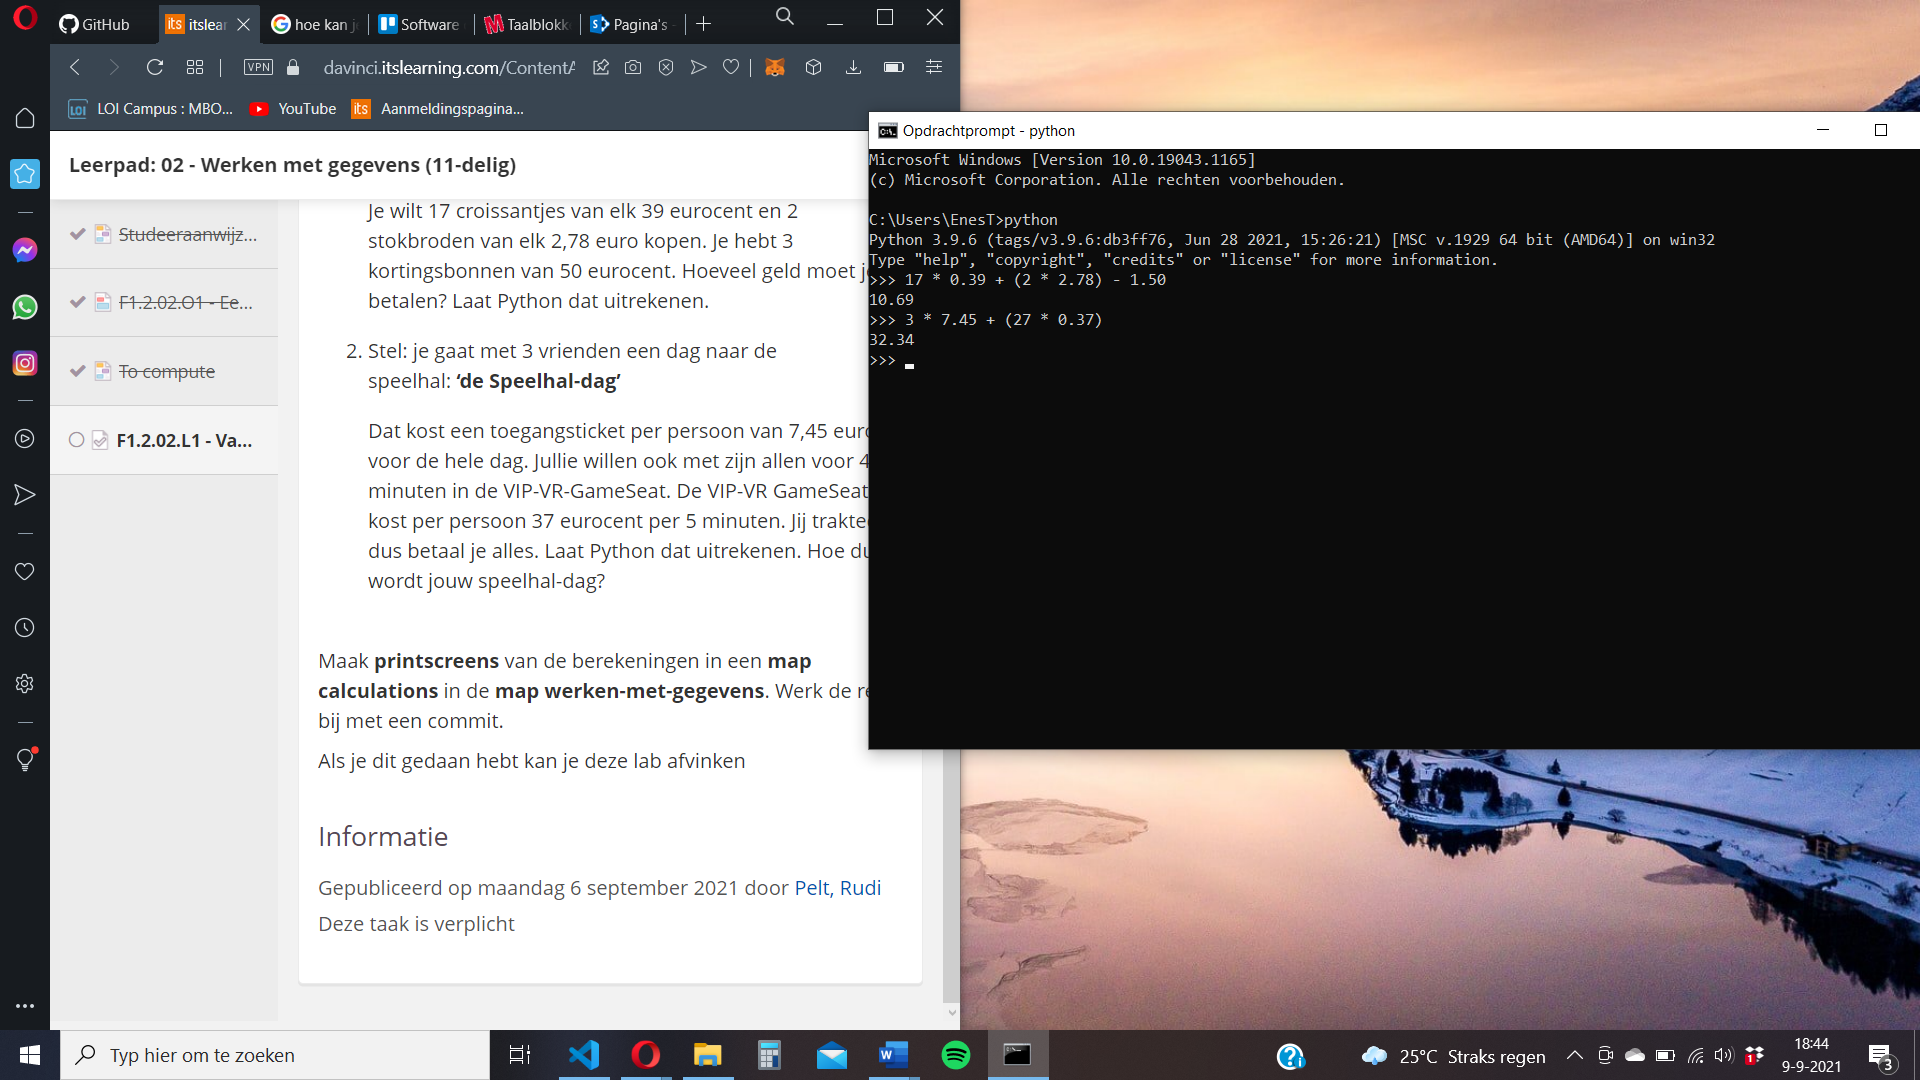 GitHub
itslear
hoe kan j
Software
Taalblokk
Pagina's
VPN
davinci.itslearning.com/ContentA
LOI Campus : MBO...
YouTube
its
Aanmeldingspagina...
Leerpad: 02 - Werken met gegevens (11-delig)
Studeeraanwijz...
F1.2.02.O1 - Ee...
To compute
F1.2.02.L1 - Va...
Je wilt 17 croissantjes van elk 39 eurocent en 2
stokbroden van elk 2,78 euro kopen. Je hebt 3
kortingsbonnen van 50 eurocent. Hoeveel geld moet j
betalen? Laat Python dat uitrekenen.
2. Stel: je gaat met 3 vrienden een dag naar de
speelhal: ‘de Speelhal-dag’
Dat kost een toegangsticket per persoon van 7,45 euro
voor de hele dag. Jullie willen ook met zijn allen voor 4
minuten in de VIP-VR-GameSeat. De VIP-VR GameSeat
kost per persoon 37 eurocent per 5 minuten. Jij trakte
dus betaal je alles. Laat Python dat uitrekenen. Hoe du
wordt jouw speelhal-dag?
Maak printscreens van de berekeningen in een map
calculations in de map werken-met-gegevens. Werk de re
bij met een commit.
Als je dit gedaan hebt kan je deze lab afvinken
Informatie
Gepubliceerd op maandag 6 september 2021 door Pelt, Rudi
Deze taak is verplicht
Opdrachtprompt - python
Microsoft Windows [Version 10.0.19043.1165]
(c) Microsoft Corporation. Alle rechten voorbehouden.
C:\Users\EnesT>python
Python 3.9.6 (tags/v3.9.6:db3ff76, Jun 28 2021, 15:26:21) [MSC v.1929 64 bit (AMD64)] on win32
Type "help", "copyright", "credits" or "license" for more information.
>>> 17 * 0.39 + (2 * 2.78) - 1.50
10.69
>>> 3 * 7.45 + (27 * 0.37)
32.34
>>>
Typ hier om te zoeken
25°C Straks regen
18:44
9-9-2021
3